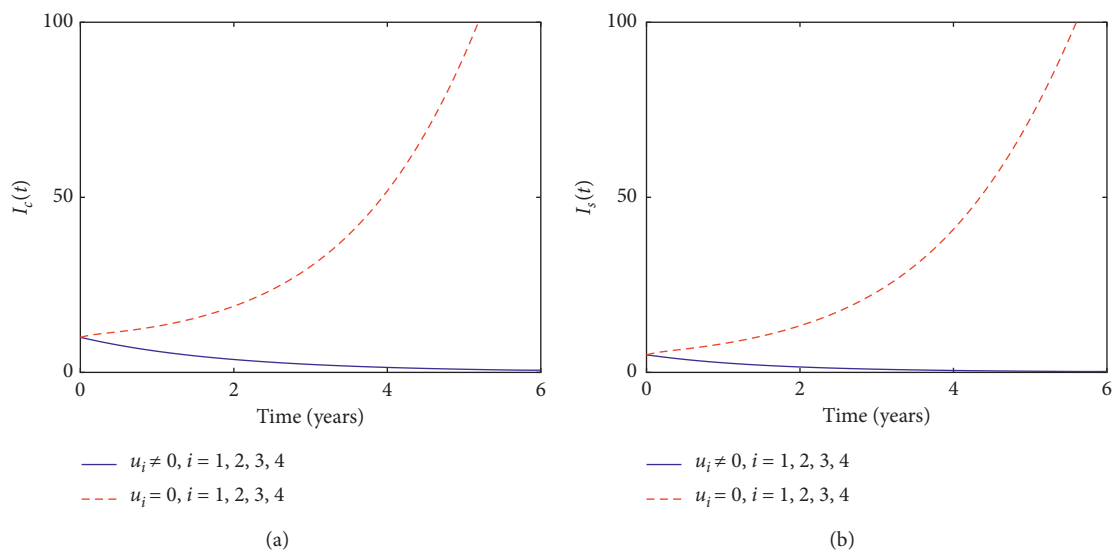 100
50
0
I_c(t)
0 2 4 6
Time (years)
u_i ≠ 0, i = 1, 2, 3, 4
u_i = 0, i = 1, 2, 3, 4
(a)
100
50
0
I_s(t)
0 2 4 6
Time (years)
u_i ≠ 0, i = 1, 2, 3, 4
u_i = 0, i = 1, 2, 3, 4
(b)